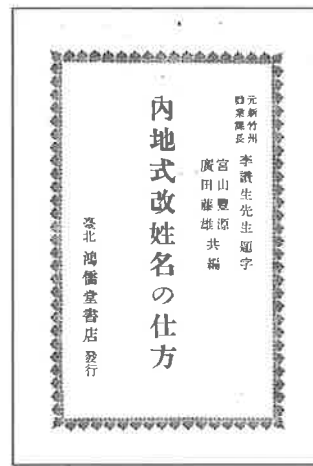 元新竹州
勸業課長
李讃生先生 題字
宮山豐源
廣田藤雄 共編
內地式改姓名の仕方
臺北 鴻儒堂書店 發行